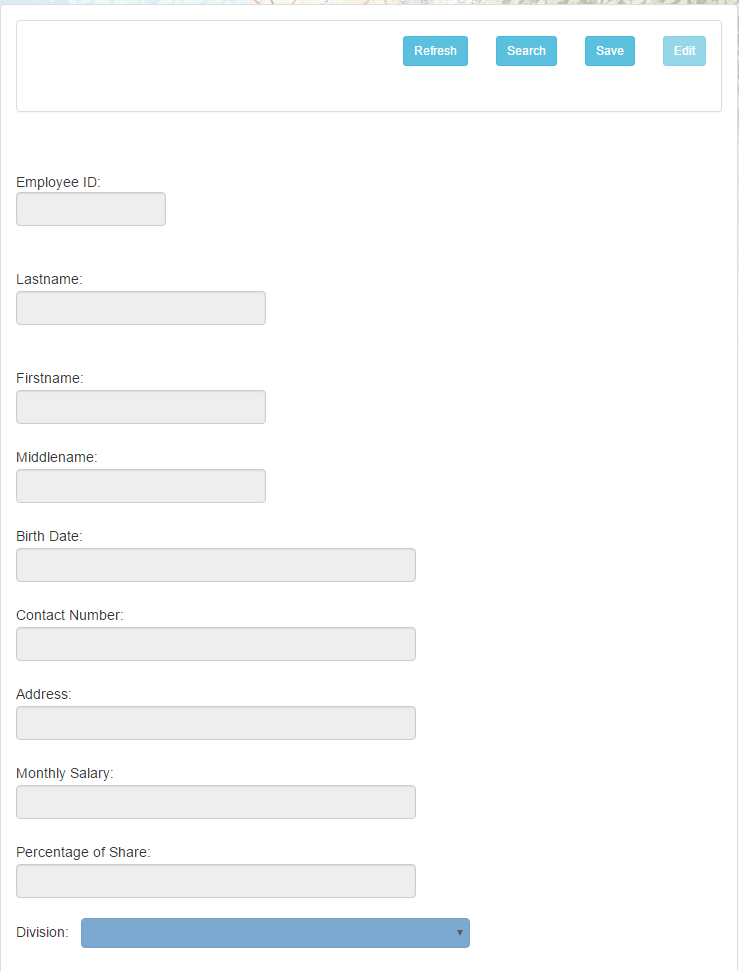 Refresh Search Save Edit
Employee ID:
Lastname:
Firstname:
Middlename:
Birth Date:
Contact Number:
Address:
Monthly Salary:
Percentage of Share:
Division: